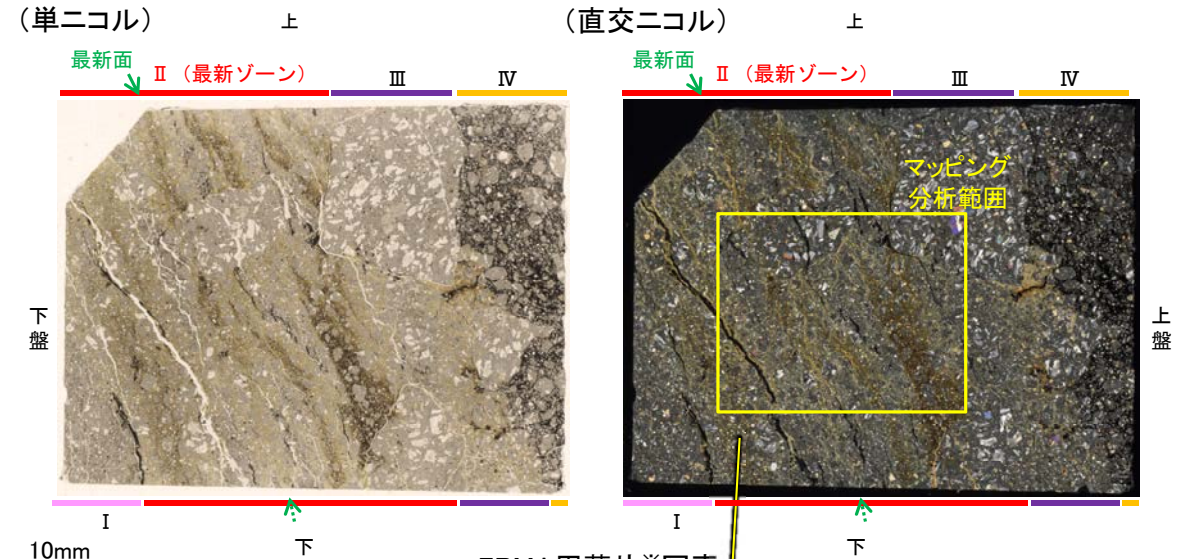 (単ニコル)
上
(直交ニコル)
上
最新面
Ⅱ (最新ゾーン)
Ⅲ
Ⅳ
最新面
Ⅱ (最新ゾーン)
Ⅲ
Ⅳ
マッピング
分析範囲
下盤
上盤
Ⅰ
下
Ⅰ
下
10mm